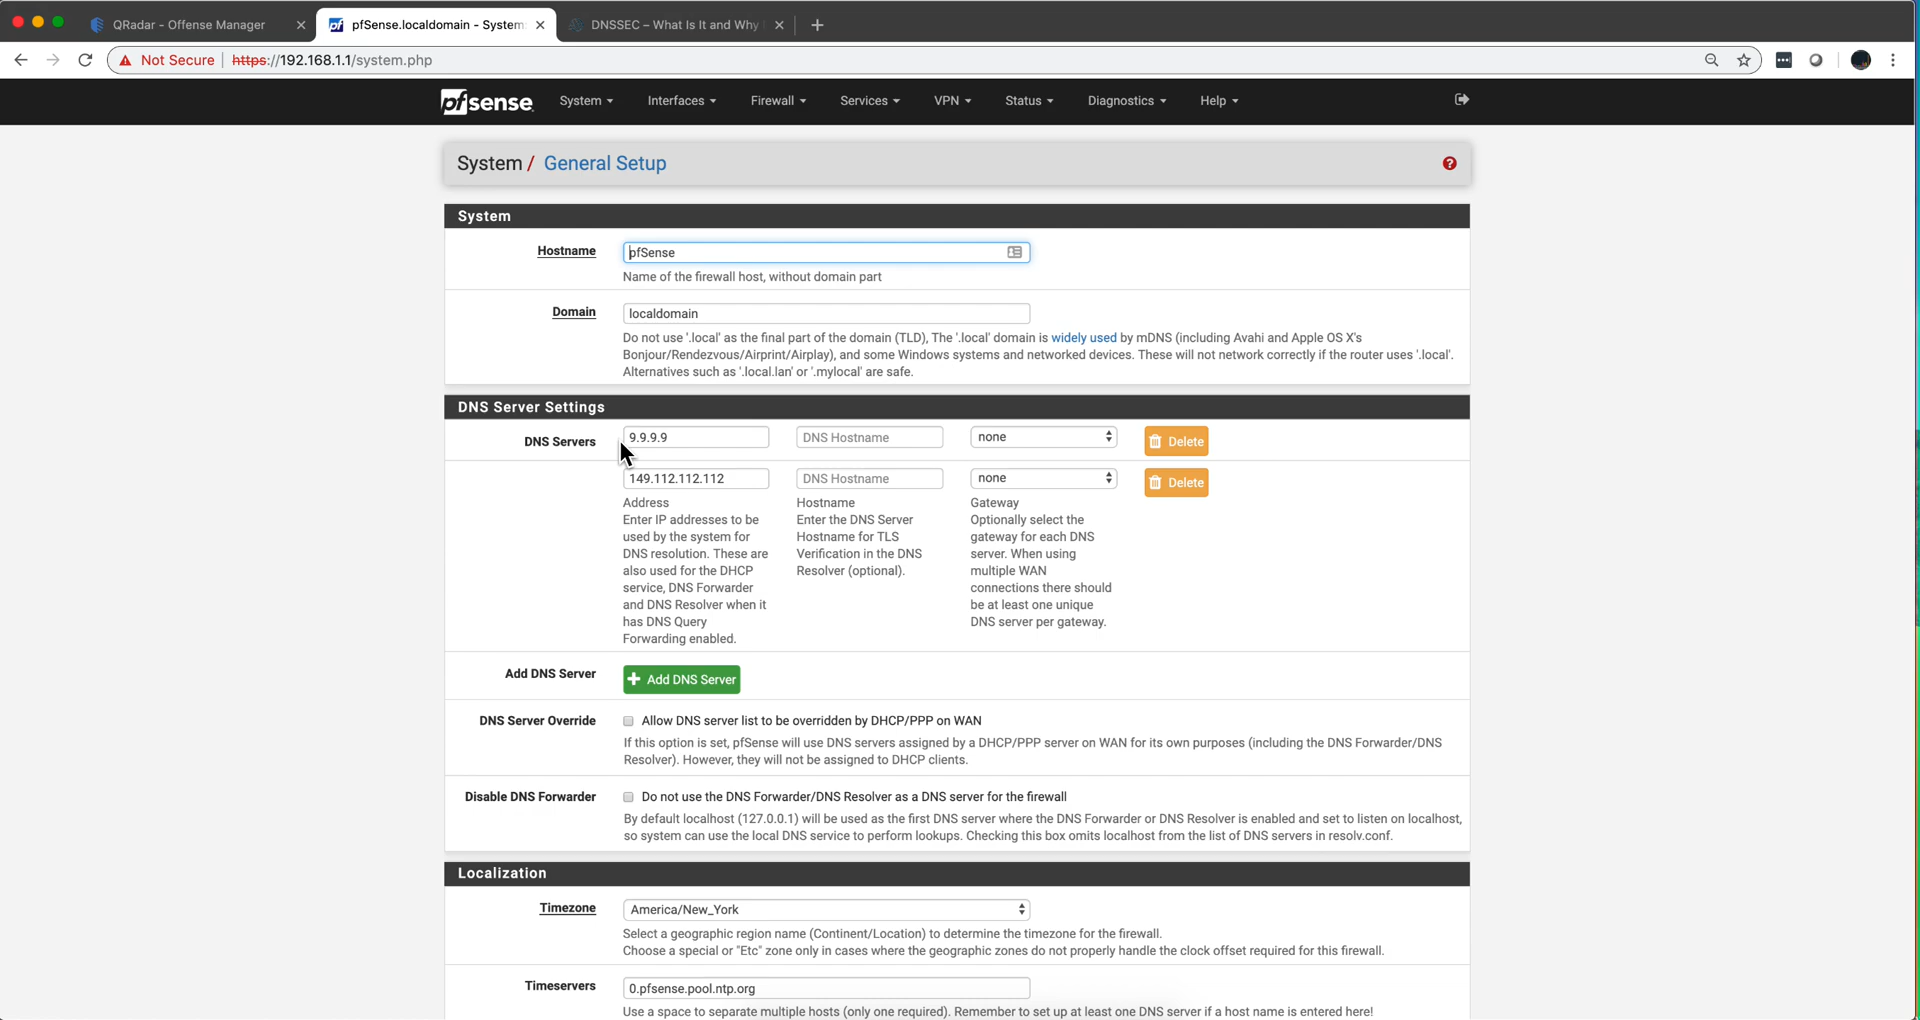 QRadar - Offense Manager
pfSense.localdomain - System:
DNSSEC – What Is It and Why
Not Secure | https://192.168.1.1/system.php
pfsense System Interfaces Firewall Services VPN Status Diagnostics Help
System / General Setup
System
Hostname pfSense
Name of the firewall host, without domain part
Domain localdomain
Do not use '.local' as the final part of the domain (TLD), The '.local' domain is widely used by mDNS (including Avahi and Apple OS X's
Bonjour/Rendezvous/Airprint/Airplay), and some Windows systems and networked devices. These will not network correctly if the router uses '.local'.
Alternatives such as '.local.lan' or '.mylocal' are safe.
DNS Server Settings
DNS Servers 9.9.9.9 DNS Hostname none Delete
149.112.112.112 DNS Hostname none Delete
Address
Enter IP addresses to be
used by the system for
DNS resolution. These are
also used for the DHCP
service, DNS Forwarder
and DNS Resolver when it
has DNS Query
Forwarding enabled.
Hostname
Enter the DNS Server
Hostname for TLS
Verification in the DNS
Resolver (optional).
Gateway
Optionally select the
gateway for each DNS
server. When using
multiple WAN
connections there should
be at least one unique
DNS server per gateway.
Add DNS Server + Add DNS Server
DNS Server Override Allow DNS server list to be overridden by DHCP/PPP on WAN
If this option is set, pfSense will use DNS servers assigned by a DHCP/PPP server on WAN for its own purposes (including the DNS Forwarder/DNS
Resolver). However, they will not be assigned to DHCP clients.
Disable DNS Forwarder Do not use the DNS Forwarder/DNS Resolver as a DNS server for the firewall
By default localhost (127.0.0.1) will be used as the first DNS server where the DNS Forwarder or DNS Resolver is enabled and set to listen on localhost,
so system can use the local DNS service to perform lookups. Checking this box omits localhost from the list of DNS servers in resolv.conf.
Localization
Timezone America/New_York
Select a geographic region name (Continent/Location) to determine the timezone for the firewall.
Choose a special or "Etc" zone only in cases where the geographic zones do not properly handle the clock offset required for this firewall.
Timeservers 0.pfsense.pool.ntp.org
Use a space to separate multiple hosts (only one required). Remember to set up at least one DNS server if a host name is entered here!